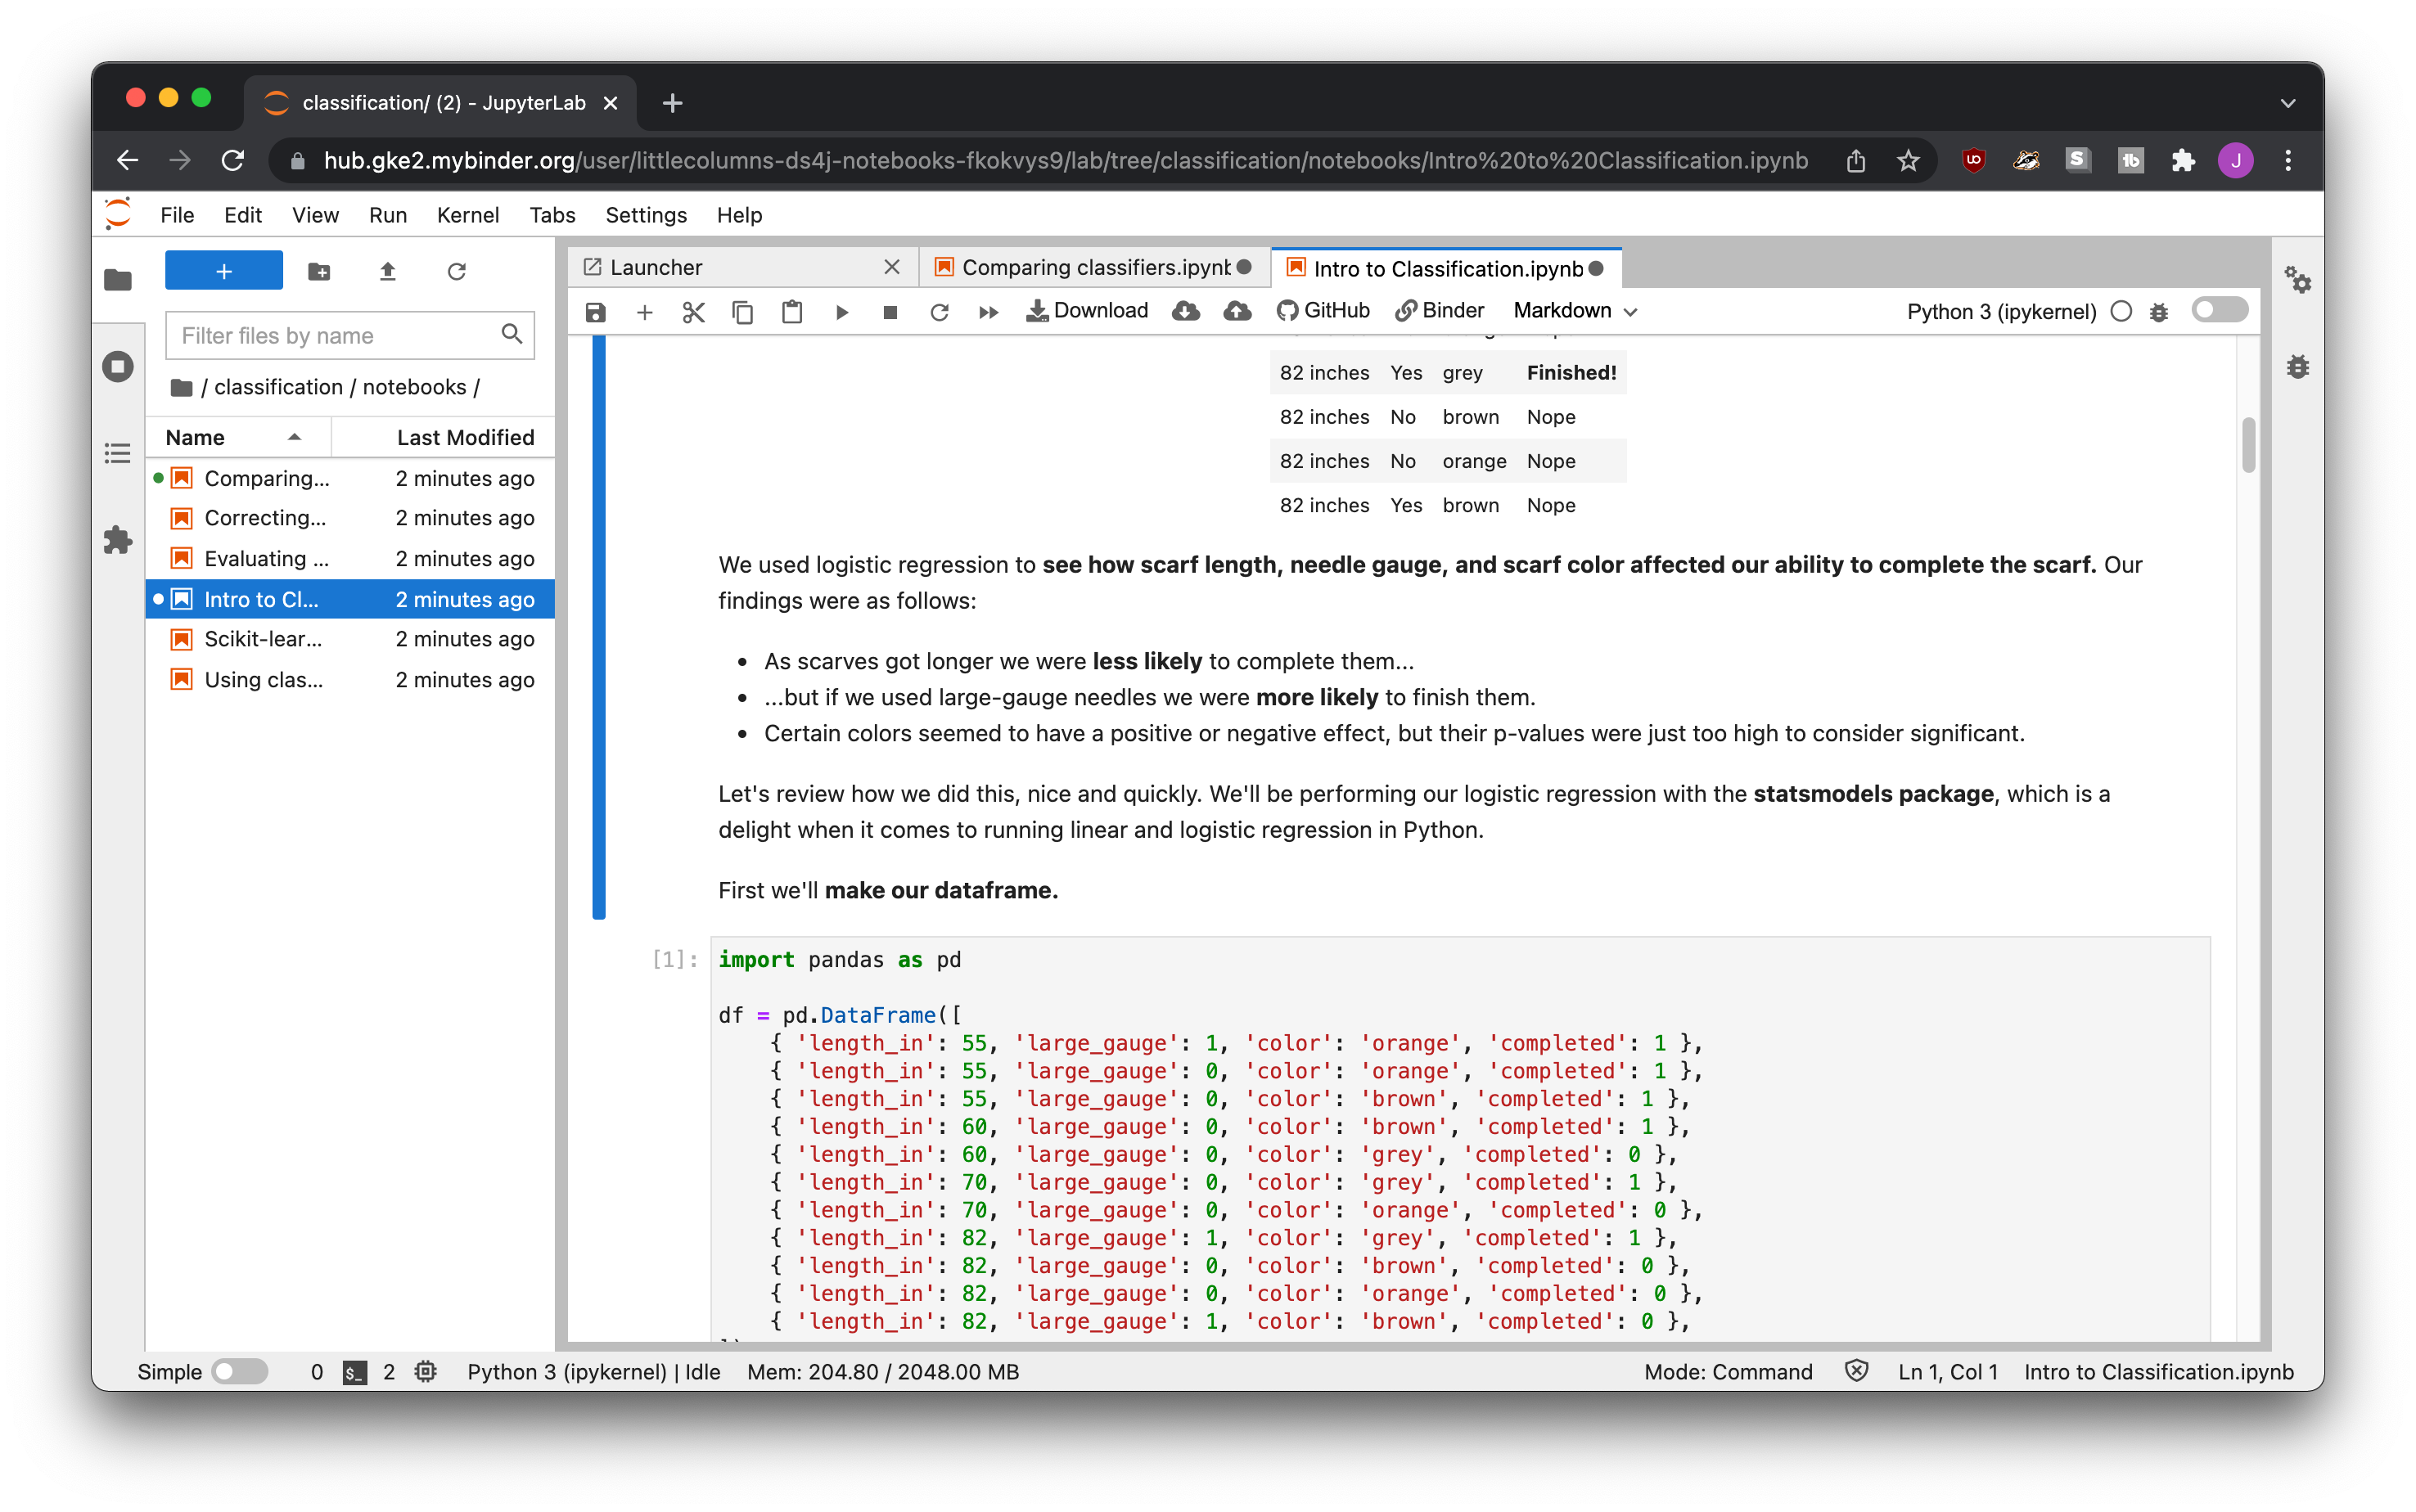 classification/ (2) - JupyterLab
hub.gke2.mybinder.org/user/littlecolumns-ds4j-notebooks-fkokvys9/lab/tree/classification/notebooks/Intro%20to%20Classification.ipynb
J
File Edit View Run Kernel Tabs Settings Help
Launcher
Comparing classifiers.ipynb
Intro to Classification.ipynb
Download GitHub Binder Markdown Python 3 (ipykernel)
Filter files by name
/ classification / notebooks /
Name Last Modified
Comparing... 2 minutes ago
Correcting... 2 minutes ago
Evaluating ... 2 minutes ago
Intro to Cl... 2 minutes ago
Scikit-lear... 2 minutes ago
Using clas... 2 minutes ago
82 inches Yes grey Finished!
82 inches No brown Nope
82 inches No orange Nope
82 inches Yes brown Nope
We used logistic regression to see how scarf length, needle gauge, and scarf color affected our ability to complete the scarf. Our
findings were as follows:
• As scarves got longer we were less likely to complete them...
• ...but if we used large-gauge needles we were more likely to finish them.
• Certain colors seemed to have a positive or negative effect, but their p-values were just too high to consider significant.
Let's review how we did this, nice and quickly. We'll be performing our logistic regression with the statsmodels package, which is a
delight when it comes to running linear and logistic regression in Python.
First we'll make our dataframe.
[1]: import pandas as pd
df = pd.DataFrame([
{ 'length_in': 55, 'large_gauge': 1, 'color': 'orange', 'completed': 1 },
{ 'length_in': 55, 'large_gauge': 0, 'color': 'orange', 'completed': 1 },
{ 'length_in': 55, 'large_gauge': 0, 'color': 'brown', 'completed': 1 },
{ 'length_in': 60, 'large_gauge': 0, 'color': 'brown', 'completed': 1 },
{ 'length_in': 60, 'large_gauge': 0, 'color': 'grey', 'completed': 0 },
{ 'length_in': 70, 'large_gauge': 0, 'color': 'grey', 'completed': 1 },
{ 'length_in': 70, 'large_gauge': 0, 'color': 'orange', 'completed': 0 },
{ 'length_in': 82, 'large_gauge': 1, 'color': 'grey', 'completed': 1 },
{ 'length_in': 82, 'large_gauge': 0, 'color': 'brown', 'completed': 0 },
{ 'length_in': 82, 'large_gauge': 0, 'color': 'orange', 'completed': 0 },
{ 'length_in': 82, 'large_gauge': 1, 'color': 'brown', 'completed': 0 },
Simple 0 $_ 2 Python 3 (ipykernel) | Idle Mem: 204.80 / 2048.00 MB Mode: Command Ln 1, Col 1 Intro to Classification.ipynb